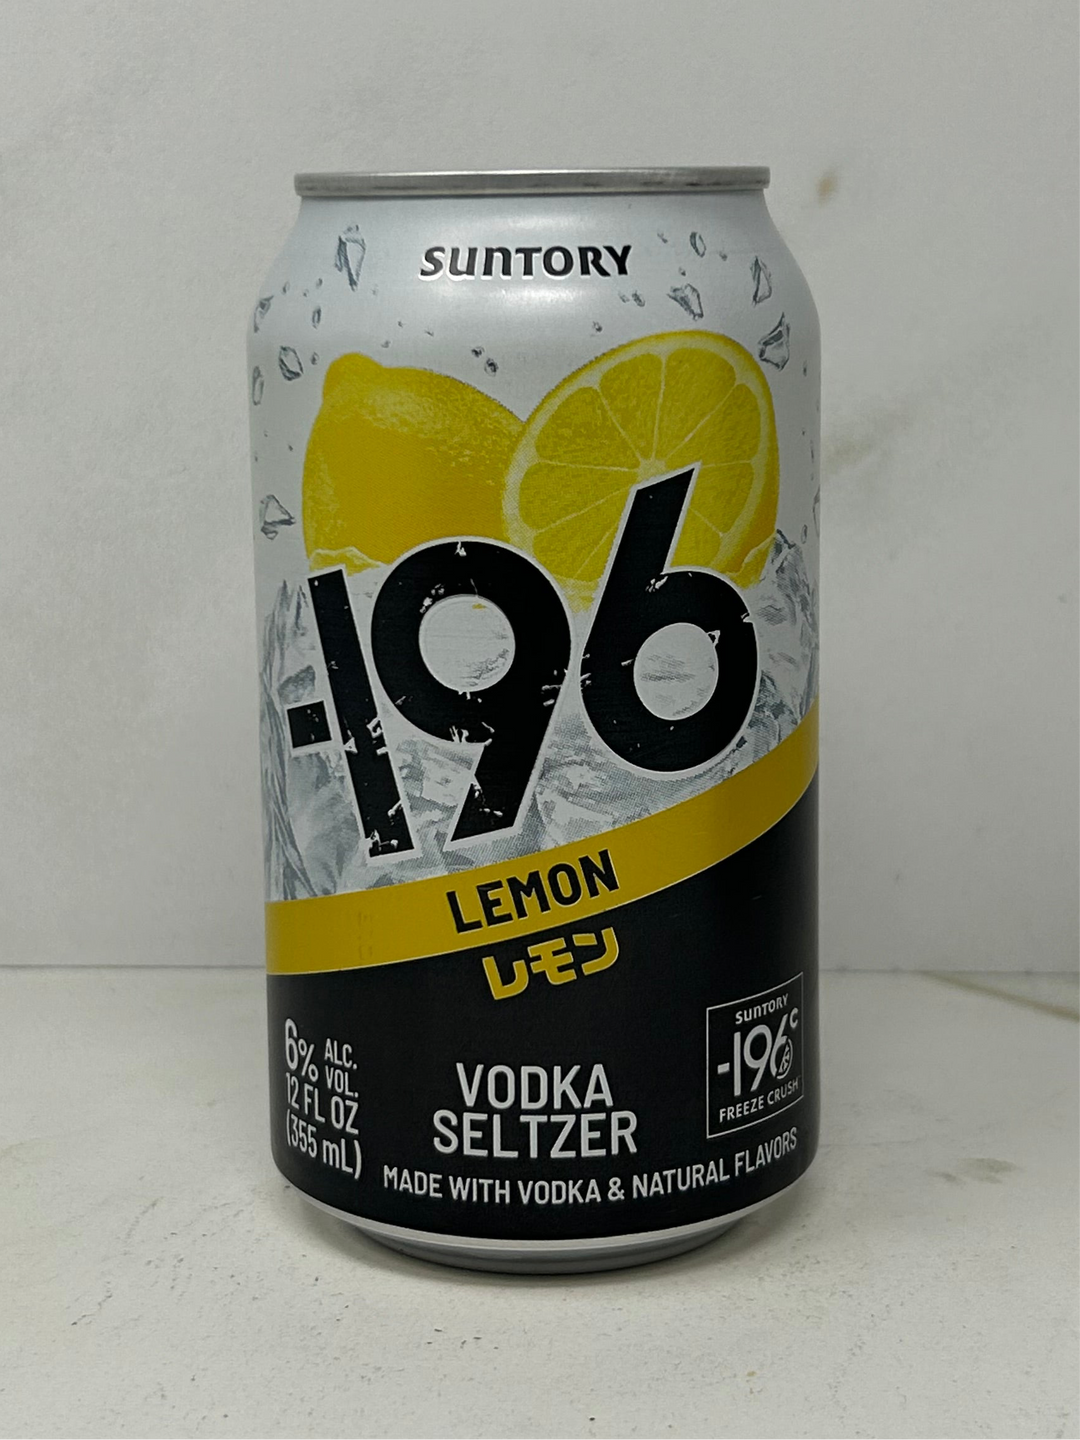 SUNTORY
-196
LEMON
レモン
6% ALC. VOL.
12 FL OZ
(355 mL)
VODKA
SELTZER
MADE WITH VODKA & NATURAL FLAVORS
SUNTORY
-196℃
FREEZE CRUSH